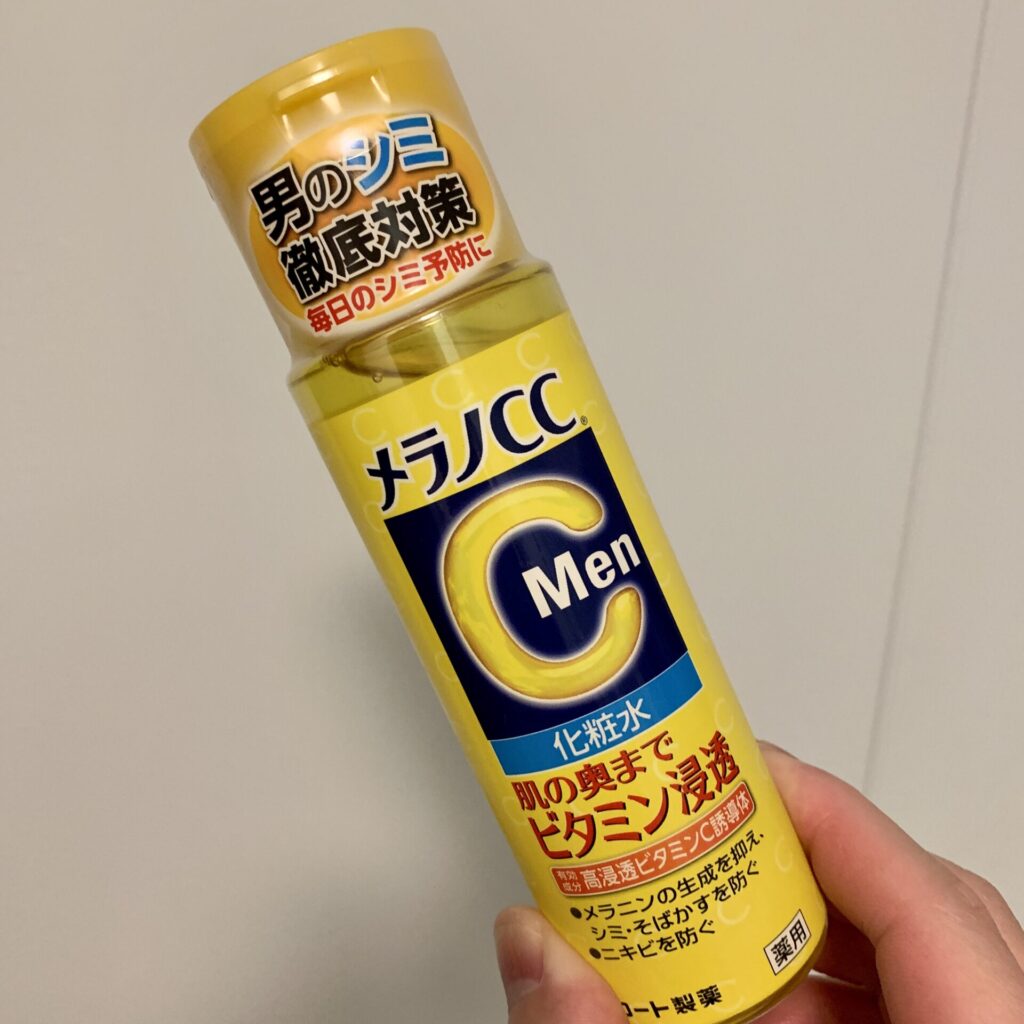 男のシミ
徹底対策
毎日のシミ予防に
メラノCC®
C Men
化粧水
肌の奥まで
ビタミン浸透
有効成分 高浸透ビタミンC誘導体
●メラニンの生成を抑え、
シミ・そばかすを防ぐ
●ニキビを防ぐ
薬用
ート製薬